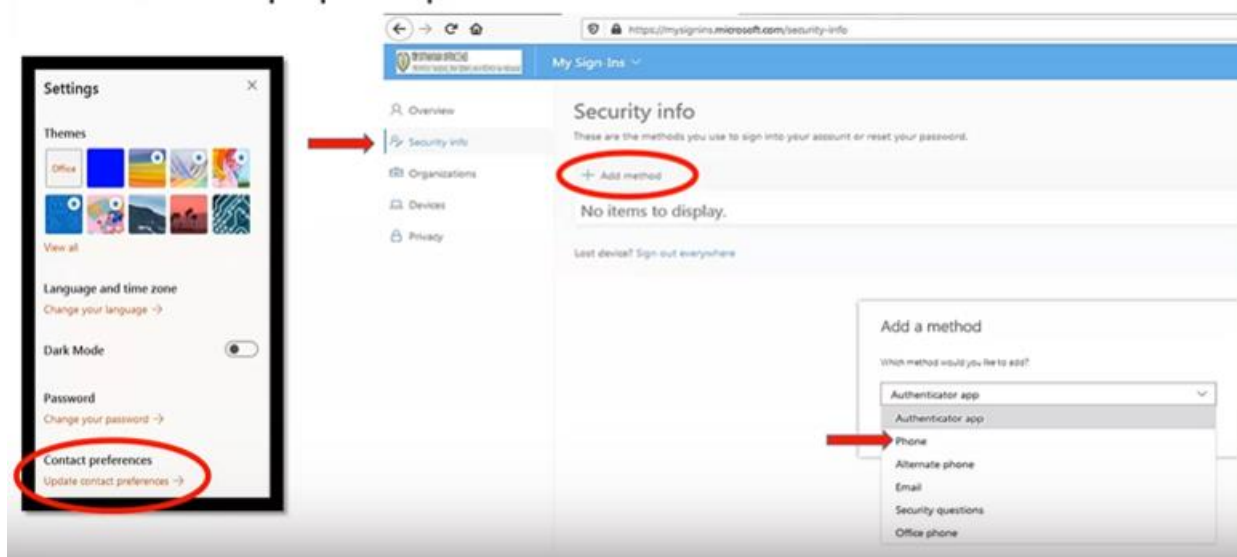 Settings
Themes
Office
View all
Language and time zone
Change your language →
Dark Mode
Password
Change your password →
Contact preferences
Update contact preferences →
https://mysignins.microsoft.com/security-info
My Sign-Ins
Overview
Security info
Organizations
Devices
Privacy
Security info
These are the methods you use to sign into your account or reset your password.
+ Add method
No items to display.
Lost device? Sign out everywhere
Add a method
Which method would you like to add?
Authenticator app
Authenticator app
Phone
Alternate phone
Email
Security questions
Office phone